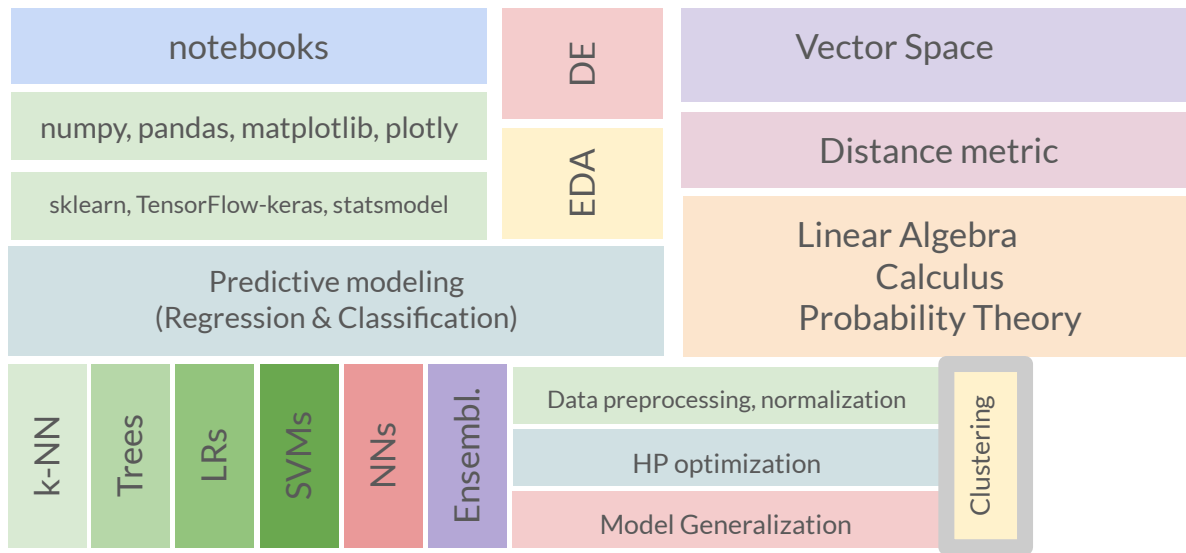 notebooks
numpy, pandas, matplotlib, plotly
sklearn, TensorFlow-keras, statsmodel
DE
EDA
Vector Space
Distance metric
Linear Algebra
Calculus
Probability Theory
Predictive modeling
(Regression & Classification)
k-NN
Trees
LRs
SVMs
NNs
Ensembl.
Data preprocessing, normalization
HP optimization
Model Generalization
Clustering